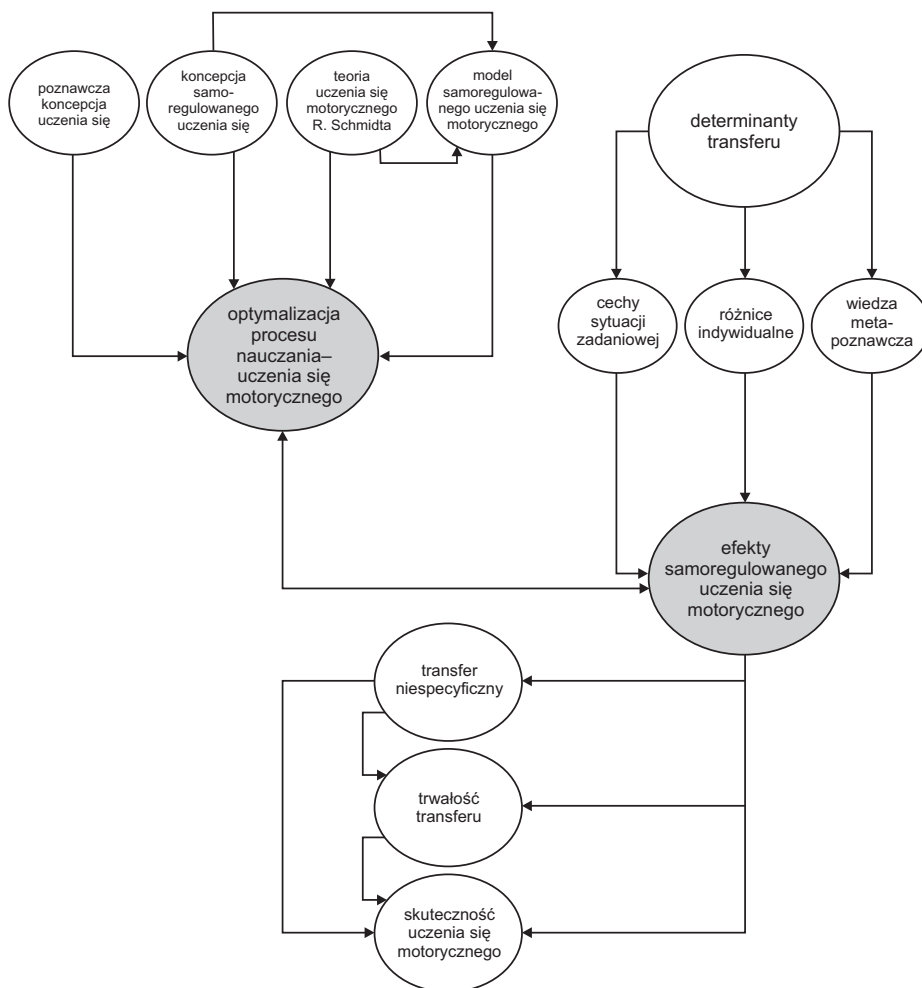 poznawcza
koncepcja
uczenia się
koncepcja
samo-
regulowanego
uczenia się
teoria
uczenia się
motorycznego
R. Schmidta
model
samoregulowa-
nego uczenia się
motorycznego
determinanty
transferu
optymalizacja
procesu
nauczania–
uczenia się
motorycznego
cechy
sytuacji
zadaniowej
różnice
indywidualne
wiedza
meta-
poznawcza
efekty
samoregulowanego
uczenia się
motorycznego
transfer
niespecyficzny
trwałość
transferu
skuteczność
uczenia się
motorycznego